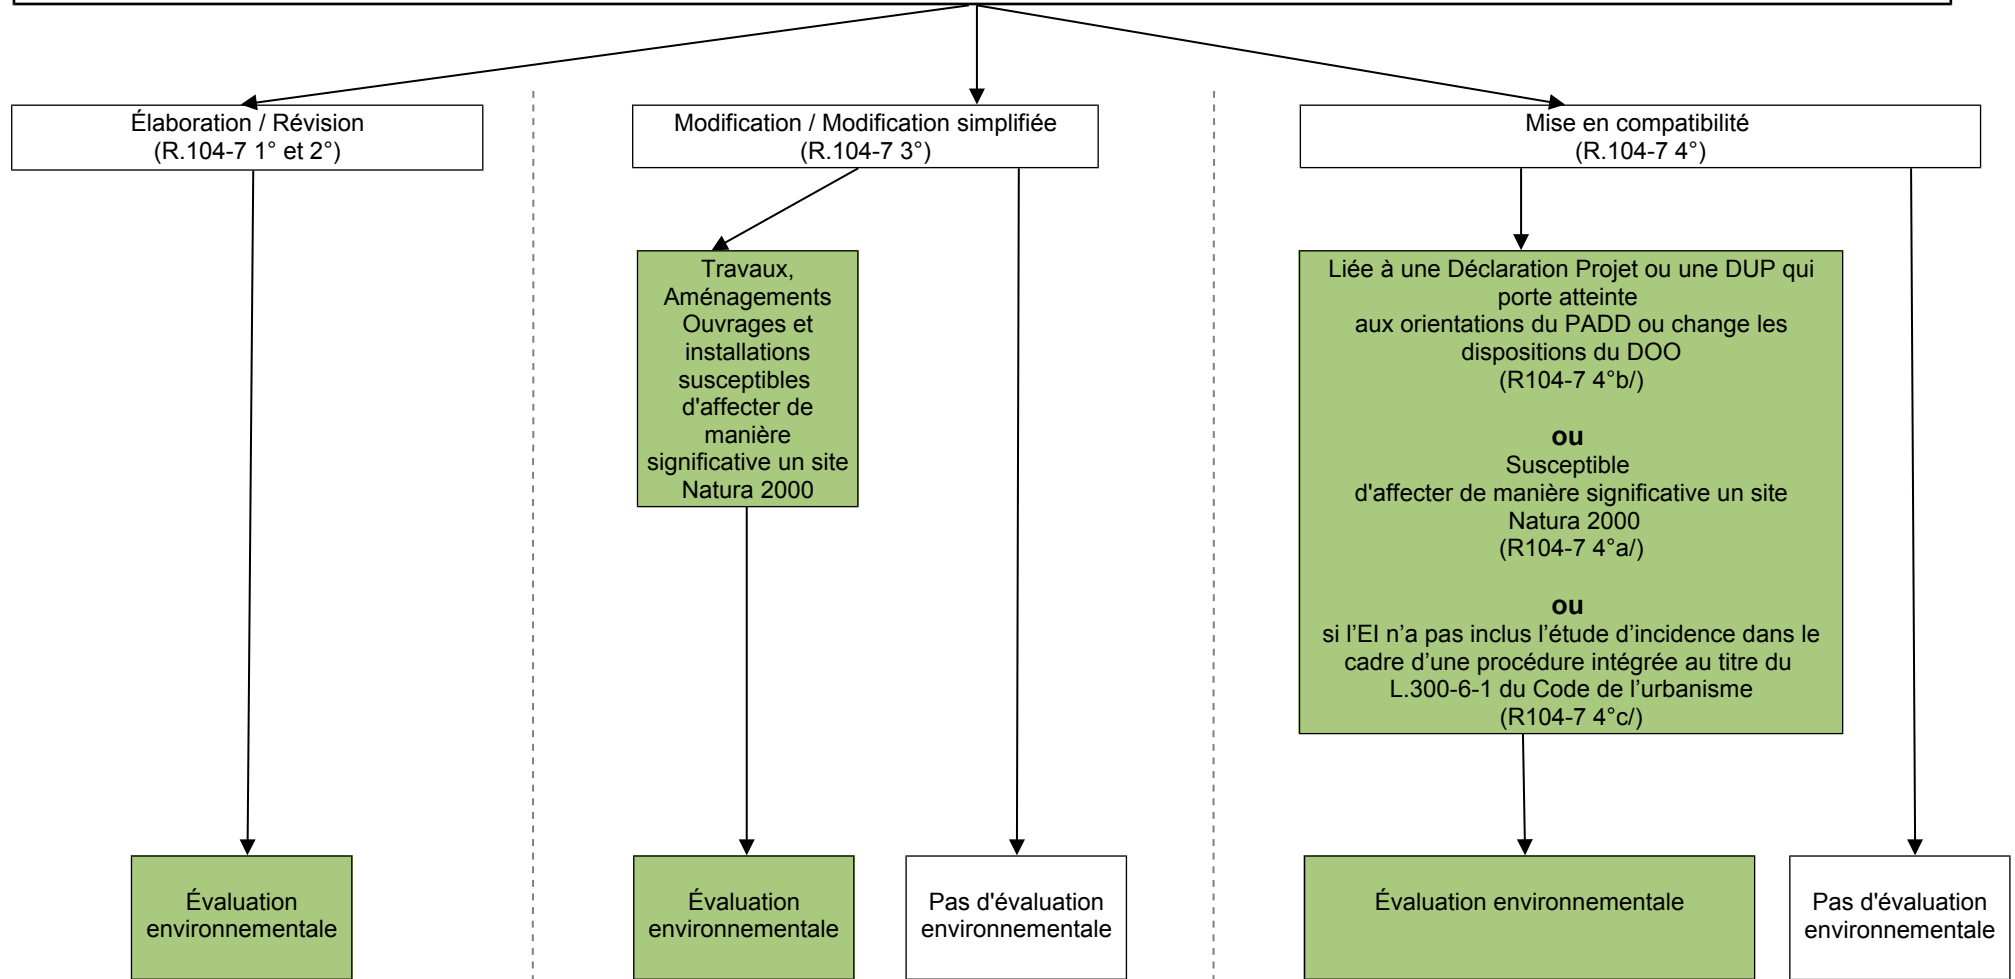 Élaboration / Révision
(R.104-7 1° et 2°)
Modification / Modification simplifiée
(R.104-7 3°)
Mise en compatibilité
(R.104-7 4°)
Travaux,
Aménagements
Ouvrages et
installations
susceptibles
d'affecter de
manière
significative un site
Natura 2000
Liée à une Déclaration Projet ou une DUP qui
porte atteinte
aux orientations du PADD ou change les
dispositions du DOO
(R104-7 4°b/)
ou
Susceptible
d'affecter de manière significative un site
Natura 2000
(R104-7 4°a/)
ou
si l’EI n’a pas inclus l’étude d’incidence dans le
cadre d’une procédure intégrée au titre du
L.300-6-1 du Code de l’urbanisme
(R104-7 4°c/)
Évaluation
environnementale
Évaluation
environnementale
Pas d'évaluation
environnementale
Évaluation environnementale
Pas d'évaluation
environnementale